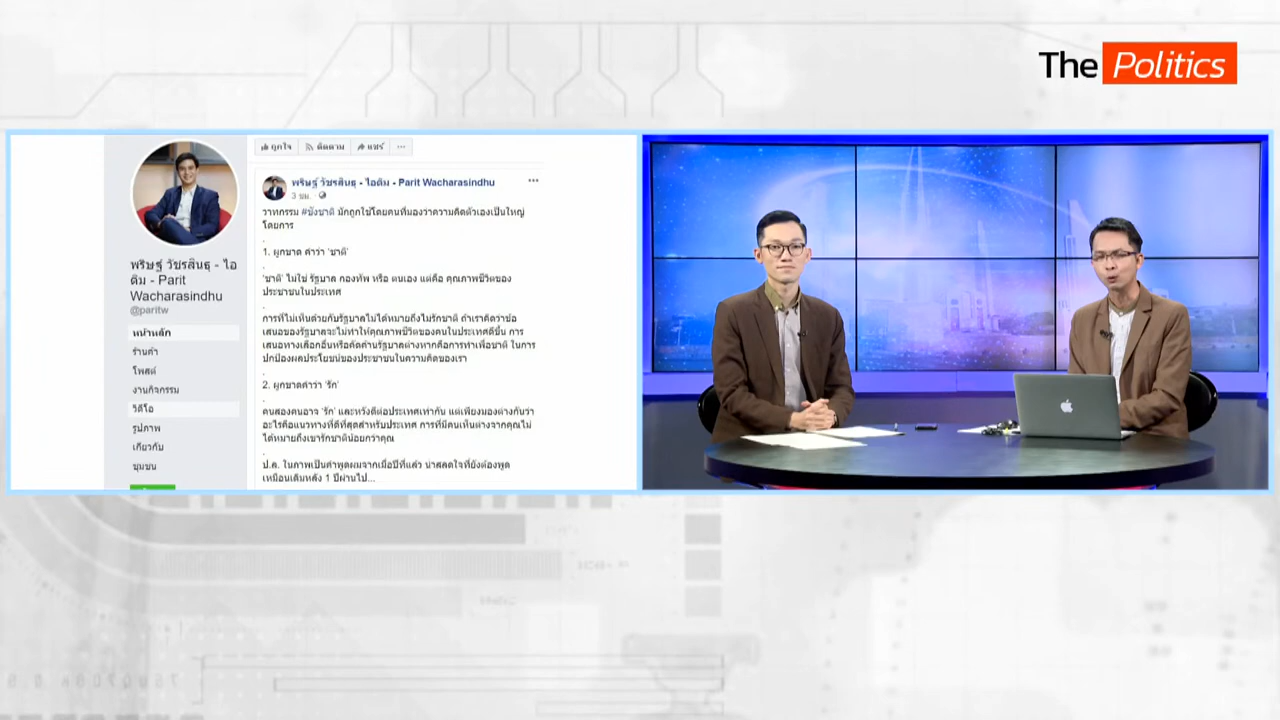 The Politics
ถูกใจ ติดตาม แชร์ ...
พริษฐ์ วัชรสินธุ - ไอติม - Parit Wacharasindhu
3 ชม.
วาทกรรม #ชังชาติ มักถูกใช้โดยคนที่มองว่าความคิดตัวเองเป็นใหญ่
โดยการ
.
1. ผูกขาด คำว่า 'ชาติ'
.
'ชาติ' ไม่ใช่ รัฐบาล กองทัพ หรือ ตนเอง แต่คือ คุณภาพชีวิตของ
ประชาชนในประเทศ
.
การที่ไม่เห็นด้วยกับรัฐบาลไม่ได้หมายถึงไม่รักชาติ ถ้าเราคิดว่าข้อ
เสนอของรัฐบาลจะไม่ทำให้คุณภาพชีวิตของคนในประเทศดีขึ้น การ
เสนอทางเลือกอื่นหรือคัดค้านรัฐบาลต่างหากคือการทำเพื่อชาติ ในการ
ปกป้องผลประโยชน์ของประชาชนในความคิดของเรา
.
2. ผูกขาดคำว่า 'รัก'
.
คนสองคนอาจ 'รัก' และหวังดีต่อประเทศเท่ากัน แต่เพียงมองต่างกันว่า
อะไรคือแนวทางที่ดีที่สุดสำหรับประเทศ การที่มีคนเห็นต่างจากคุณไม่
ได้หมายถึงเขารักชาติน้อยกว่าคุณ
.
ป.ล. ในภาพเป็นคำพูดผมจากเมื่อปีที่แล้ว น่าสลดใจที่ยังต้องพูด
เหมือนเดิมหลัง 1 ปีผ่านไป...
พริษฐ์ วัชรสินธุ - ไอ
ติม - Parit
Wacharasindhu
@paritw
หน้าหลัก
ร้านค้า
โพสต์
งานกิจกรรม
วิดีโอ
รูปภาพ
เกี่ยวกับ
ชุมชน